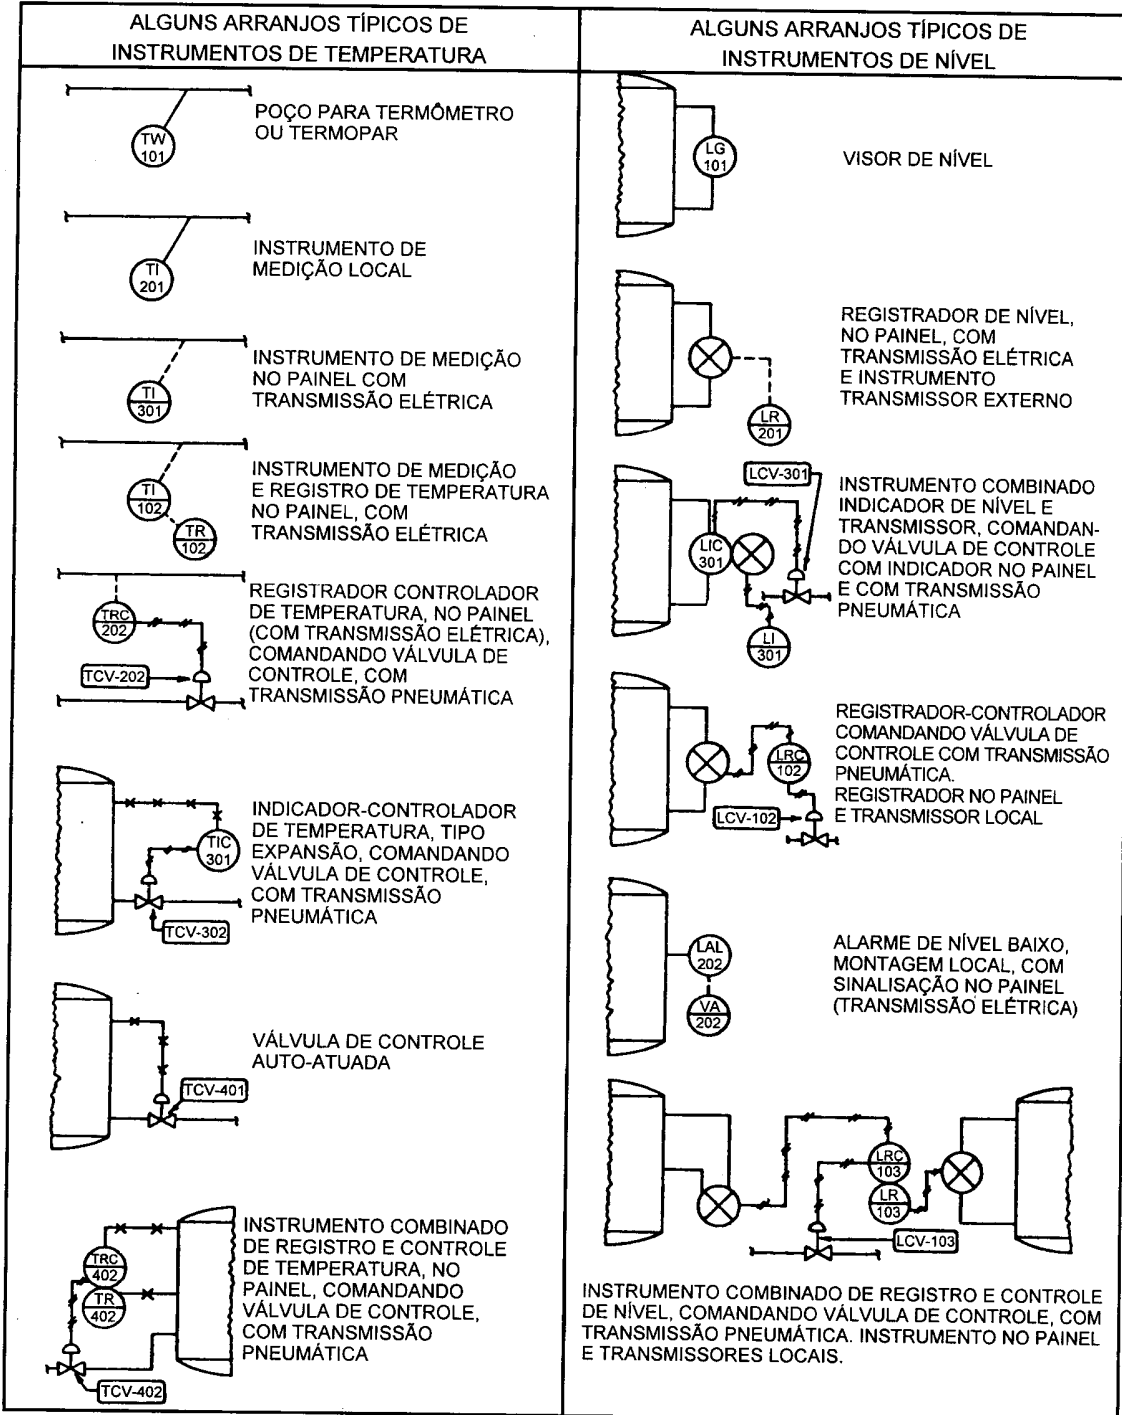 ALGUNS ARRANJOS TÍPICOS DE
INSTRUMENTOS DE TEMPERATURA
TW
101
POÇO PARA TERMÔMETRO
OU TERMOPAR
TI
201
INSTRUMENTO DE
MEDIÇÃO LOCAL
TI
301
INSTRUMENTO DE MEDIÇÃO
NO PAINEL COM
TRANSMISSÃO ELÉTRICA
TI
102
TR
102
INSTRUMENTO DE MEDIÇÃO
E REGISTRO DE TEMPERATURA
NO PAINEL, COM
TRANSMISSÃO ELÉTRICA
TRC
202
TCV-202
REGISTRADOR CONTROLADOR
DE TEMPERATURA, NO PAINEL
(COM TRANSMISSÃO ELÉTRICA),
COMANDANDO VÁLVULA DE
CONTROLE, COM
TRANSMISSÃO PNEUMÁTICA
TIC
301
TCV-302
INDICADOR-CONTROLADOR
DE TEMPERATURA, TIPO
EXPANSÃO, COMANDANDO
VÁLVULA DE CONTROLE,
COM TRANSMISSÃO
PNEUMÁTICA
VÁLVULA DE CONTROLE
AUTO-ATUADA
TCV-401
TRC
402
TR
402
TCV-402
INSTRUMENTO COMBINADO
DE REGISTRO E CONTROLE
DE TEMPERATURA, NO
PAINEL, COMANDANDO
VÁLVULA DE CONTROLE,
COM TRANSMISSÃO
PNEUMÁTICA
ALGUNS ARRANJOS TÍPICOS DE
INSTRUMENTOS DE NÍVEL
LG
101
VISOR DE NÍVEL
LR
201
REGISTRADOR DE NÍVEL,
NO PAINEL, COM
TRANSMISSÃO ELÉTRICA
E INSTRUMENTO
TRANSMISSOR EXTERNO
LCV-301
LIC
301
LI
301
INSTRUMENTO COMBINADO
INDICADOR DE NÍVEL E
TRANSMISSOR, COMANDAN-
DO VÁLVULA DE CONTROLE
COM INDICADOR NO PAINEL
E COM TRANSMISSÃO
PNEUMÁTICA
LRC
102
LCV-102
REGISTRADOR-CONTROLADOR
COMANDANDO VÁLVULA DE
CONTROLE COM TRANSMISSÃO
PNEUMÁTICA.
REGISTRADOR NO PAINEL
E TRANSMISSOR LOCAL
LAL
202
VA
202
ALARME DE NÍVEL BAIXO,
MONTAGEM LOCAL, COM
SINALISAÇÃO NO PAINEL
(TRANSMISSÃO ELÉTRICA)
LRC
103
LR
103
LCV-103
INSTRUMENTO COMBINADO DE REGISTRO E CONTROLE
DE NÍVEL, COMANDANDO VÁLVULA DE CONTROLE, COM
TRANSMISSÃO PNEUMÁTICA. INSTRUMENTO NO PAINEL
E TRANSMISSORES LOCAIS.